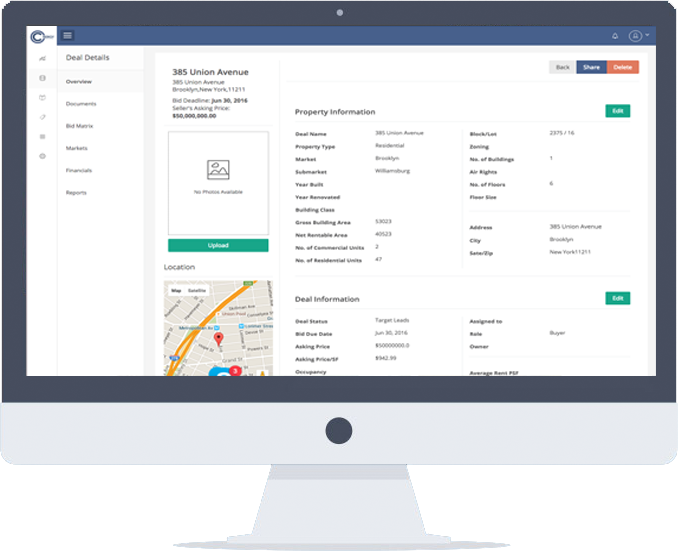 Deal Details
Overview
Documents
Bid Matrix
Markets
Financials
Reports
385 Union Avenue
385 Union Avenue
Brooklyn,New York,11211
Bid Deadline: Jun 30, 2016
Seller's Asking Price:
$50,000,000.00
No Photos Available
Upload
Location
Map Satellite
Grand St
Powers St
3
Back Share Delete
Property Information Edit
Deal Name 385 Union Avenue
Property Type Residential
Market Brooklyn
Submarket Williamsburg
Year Built
Year Renovated
Building Class
Gross Building Area 53023
Net Rentable Area 40523
No. of Commercial Units 2
No. of Residential Units 47
Block/Lot 2375 / 16
Zoning
No. of Buildings 1
Air Rights
No. of Floors 6
Floor Size
Address 385 Union Avenue
City Brooklyn
Sate/Zip New York11211
Deal Information Edit
Deal Status Target Leads
Bid Due Date Jun 30, 2016
Asking Price $50000000.0
Asking Price/SF $942.99
Occupancy
Assigned to
Role Buyer
Owner
Average Rent PSF